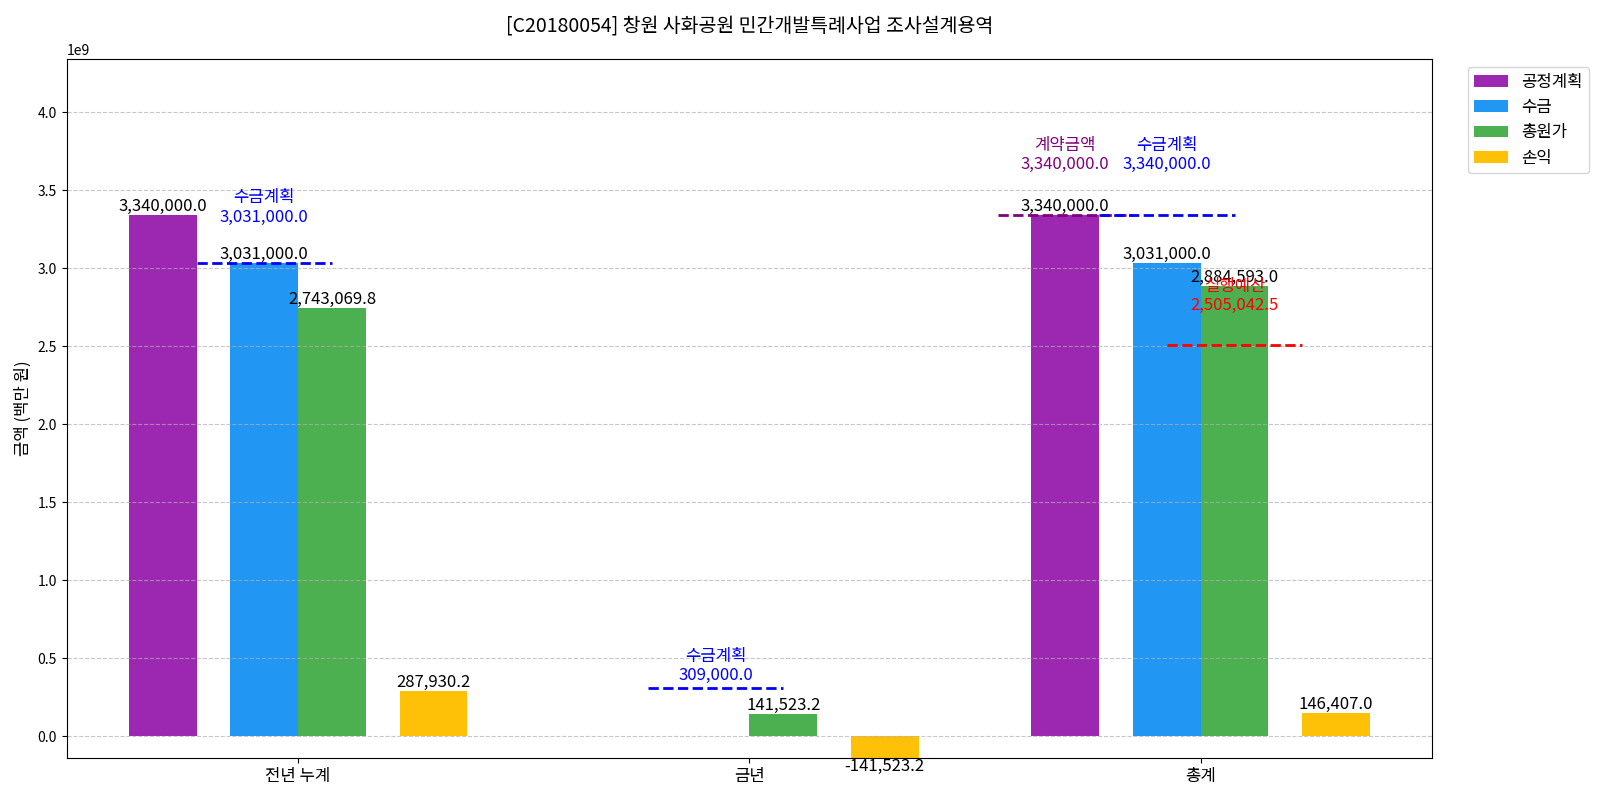 [C20180054] 창원 사화공원 민간개발특례사업 조사설계용역
1e9
금액 (백만 원)
4.0
3.5
3.0
2.5
2.0
1.5
1.0
0.5
0.0
3,340,000.0
수금계획
3,031,000.0
3,031,000.0
2,743,069.8
287,930.2
수금계획
309,000.0
141,523.2
-141,523.2
계약금액
3,340,000.0
수금계획
3,340,000.0
3,340,000.0
3,031,000.0
2,884,593.0
실행예산
2,505,042.5
146,407.0
전년 누계
금년
총계
공정계획
수금
총원가
손익